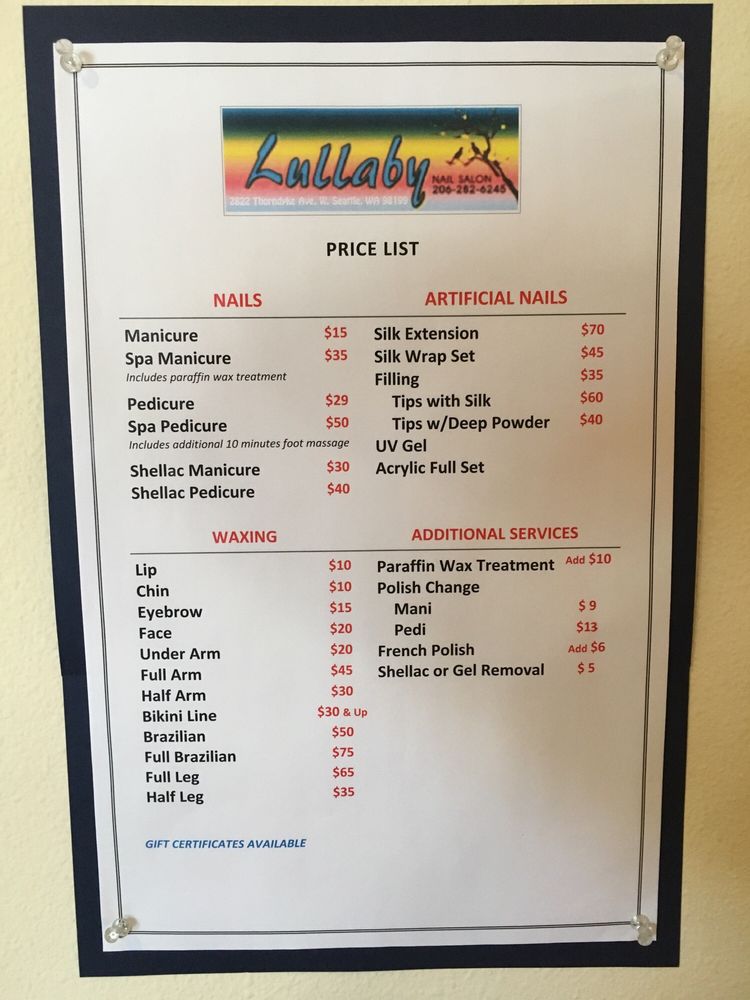 Lullaby
NAIL SALON
206-282-6245
2822 Thorndyke Ave. W. Seattle, WA 98199
PRICE LIST
NAILS
Manicure $15
Spa Manicure $35
Includes paraffin wax treatment
Pedicure $29
Spa Pedicure $50
Includes additional 10 minutes foot massage
Shellac Manicure $30
Shellac Pedicure $40
ARTIFICIAL NAILS
Silk Extension $70
Silk Wrap Set $45
Filling $35
Tips with Silk $60
Tips w/Deep Powder $40
UV Gel
Acrylic Full Set
WAXING
Lip $10
Chin $10
Eyebrow $15
Face $20
Under Arm $20
Full Arm $45
Half Arm $30
Bikini Line $30 & Up
Brazilian $50
Full Brazilian $75
Full Leg $65
Half Leg $35
ADDITIONAL SERVICES
Paraffin Wax Treatment Add $10
Polish Change
Mani $ 9
Pedi $13
French Polish Add $6
Shellac or Gel Removal $ 5
GIFT CERTIFICATES AVAILABLE